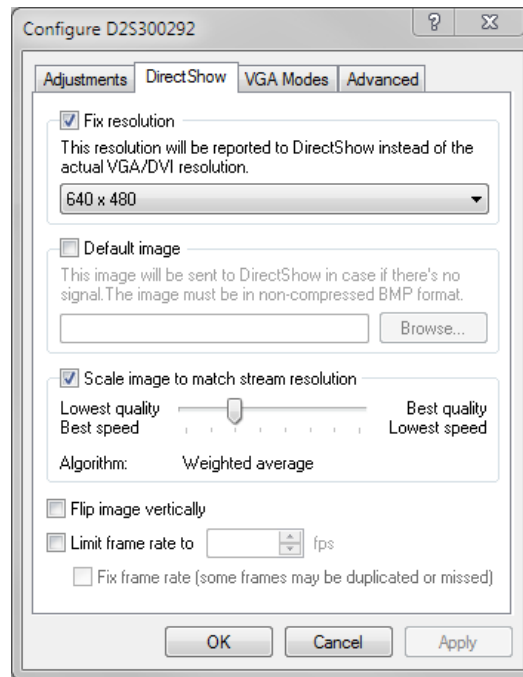 Configure D2S300292
?
Adjustments DirectShow VGA Modes Advanced
Fix resolution
This resolution will be reported to DirectShow instead of the
actual VGA/DVI resolution.
640 x 480
Default image
This image will be sent to DirectShow in case if there's no
signal.The image must be in non-compressed BMP format.
Browse...
Scale image to match stream resolution
Lowest quality Best quality
Best speed Lowest speed
Algorithm: Weighted average
Flip image vertically
Limit frame rate to fps
Fix frame rate (some frames may be duplicated or missed)
OK Cancel Apply